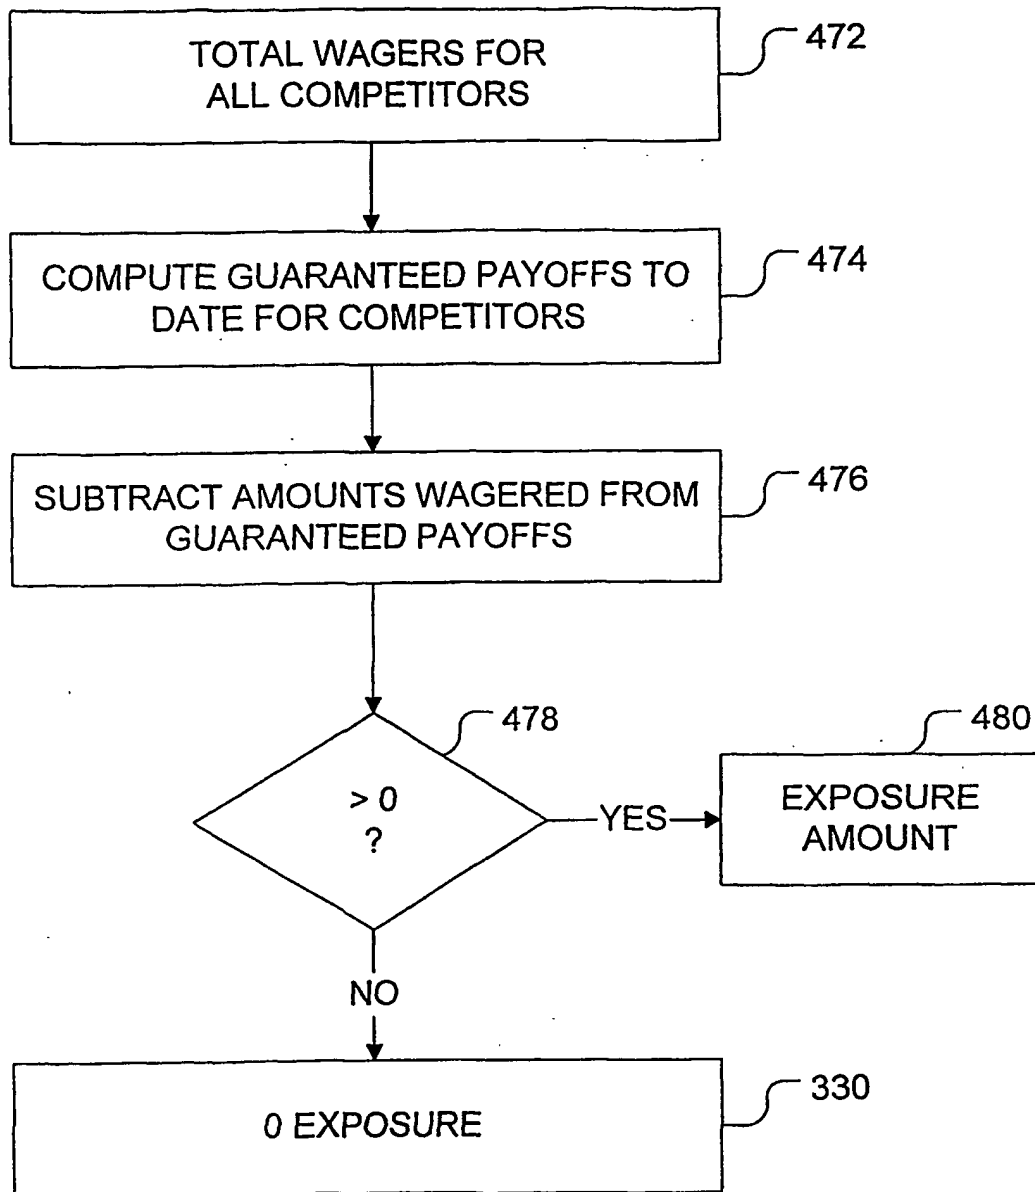 TOTAL WAGERS FOR
ALL COMPETITORS
472
COMPUTE GUARANTEED PAYOFFS TO
DATE FOR COMPETITORS
474
SUBTRACT AMOUNTS WAGERED FROM
GUARANTEED PAYOFFS
476
> 0
?
478
YES
EXPOSURE
AMOUNT
480
NO
0 EXPOSURE
330